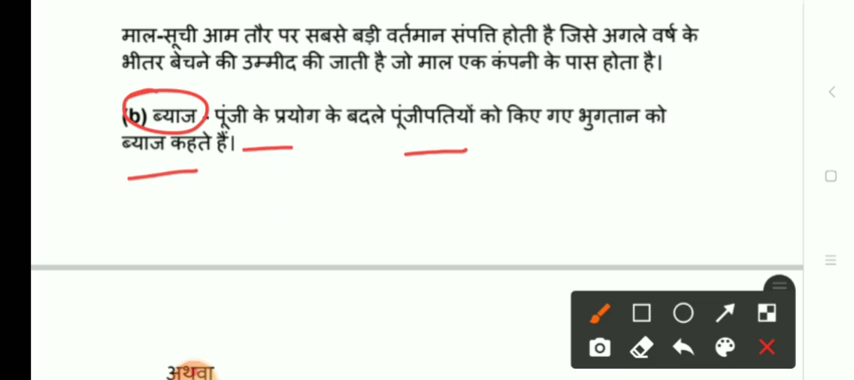 माल-सूची आम तौर पर सबसे बड़ी वर्तमान संपत्ति होती है जिसे अगले वर्ष के
भीतर बेचने की उम्मीद की जाती है जो माल एक कंपनी के पास होता है।
(b) ब्याज - पूंजी के प्रयोग के बदले पूंजीपतियों को किए गए भुगतान को
ब्याज कहते हैं।
अथवा